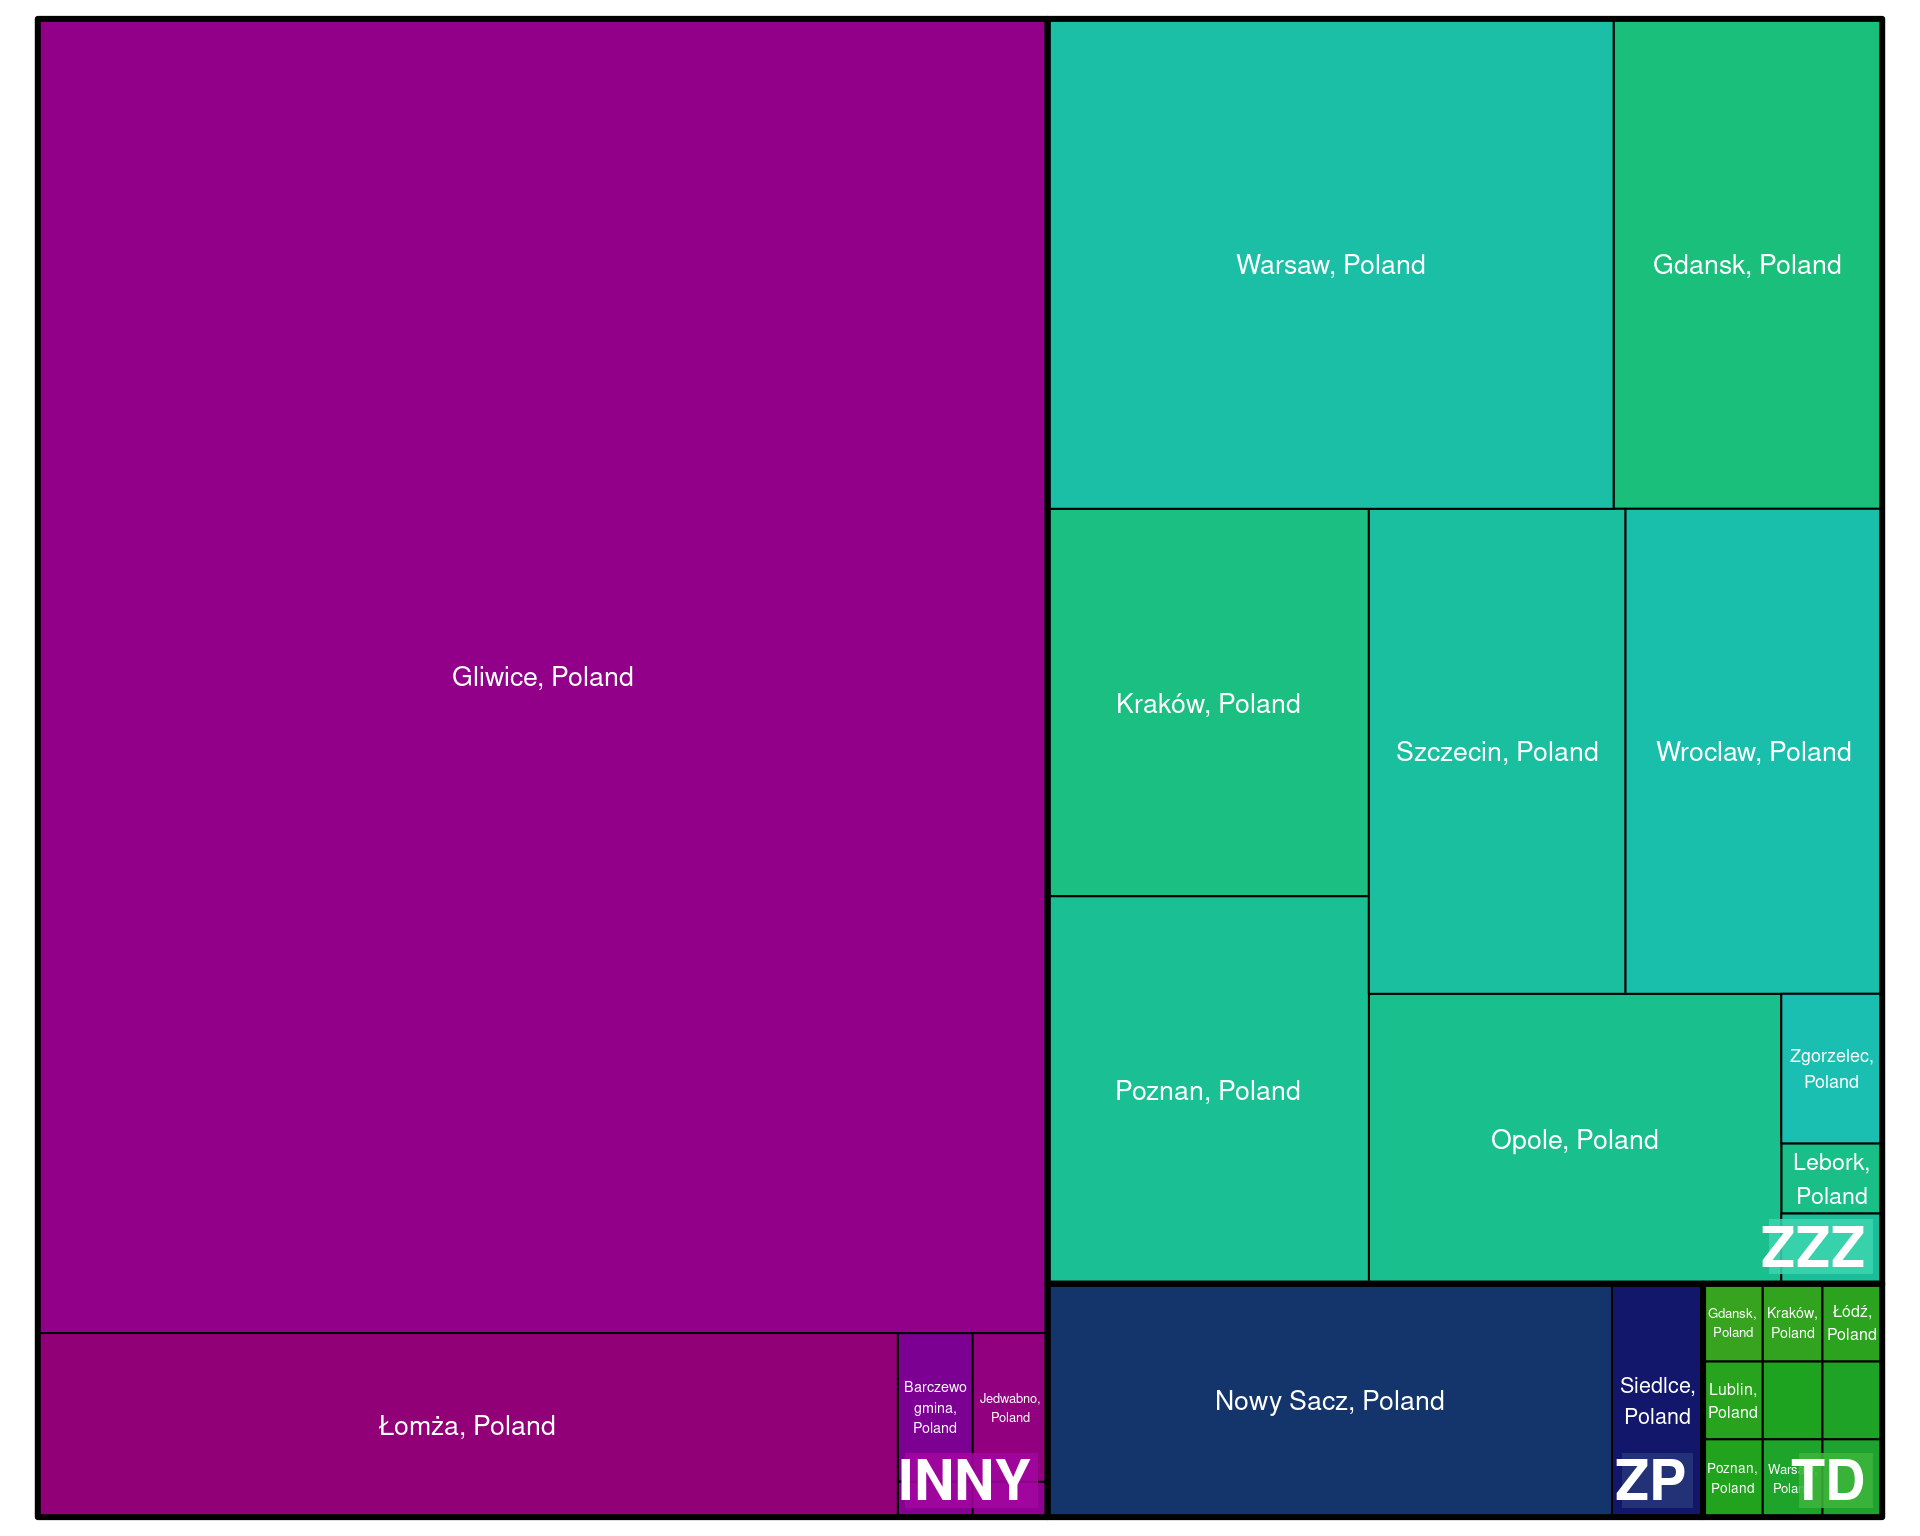 Gliwice, Poland
Łomża, Poland
Barczewo
gmina,
Poland
Jedwabno,
Poland
INNY
Warsaw, Poland
Gdansk, Poland
Kraków, Poland
Szczecin, Poland
Wroclaw, Poland
Poznan, Poland
Opole, Poland
Zgorzelec,
Poland
Lebork,
Poland
ZZZ
Nowy Sacz, Poland
Siedlce,
Poland
ZP
Gdansk,
Poland
Kraków,
Poland
Łódź,
Poland
Lublin,
Poland
Poznan,
Poland
TD